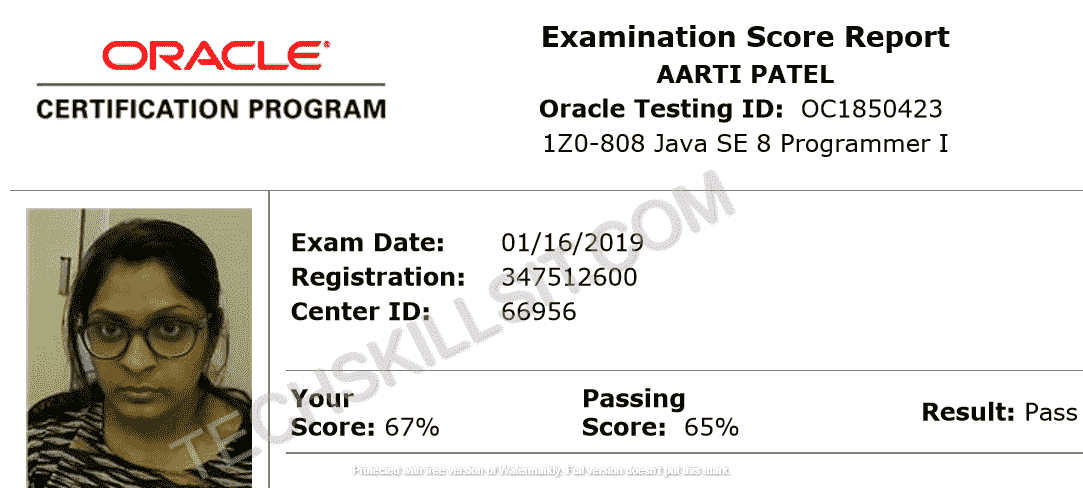 ORACLE
CERTIFICATION PROGRAM
Examination Score Report
AARTI PATEL
Oracle Testing ID: OC1850423
1Z0-808 Java SE 8 Programmer I
Exam Date: 01/16/2019
Registration: 347512600
Center ID: 66956
Your Score: 67%
Passing Score: 65%
Result: Pass
TECHSKILLSIT.COM
Protected with free version of Watermarkly. Full version doesn't put this mark.